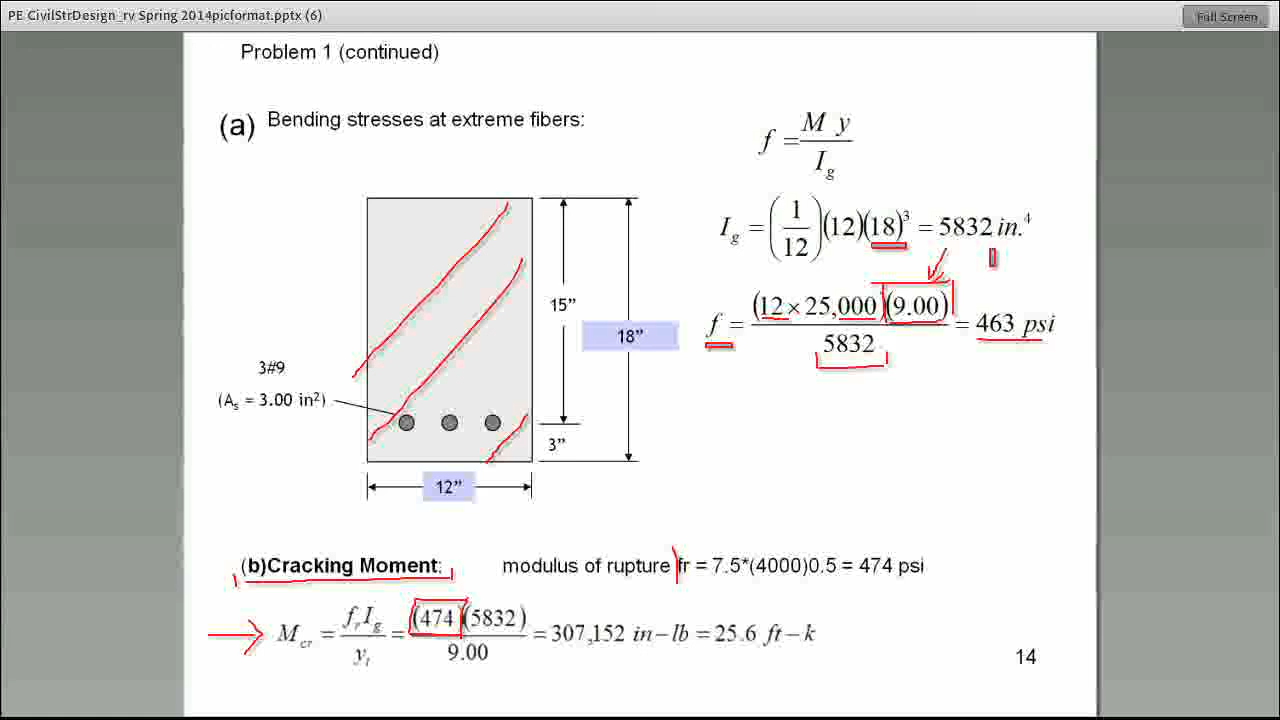 PE CivilStrDesign_rv Spring 2014picformat.pptx (6)
Full Screen
Problem 1 (continued)
(a) Bending stresses at extreme fibers:
f = M y / I_g
I_g = (1/12)(12)(18)^3 = 5832 in.^4
f = (12 × 25,000)(9.00) / 5832 = 463 psi
15”
18”
3#9
(A_s = 3.00 in^2)
3”
12”
(b)Cracking Moment: modulus of rupture fr = 7.5*(4000)0.5 = 474 psi
M_cr = f_r I_g / y_t = (474)(5832) / 9.00 = 307,152 in–lb = 25.6 ft–k
14